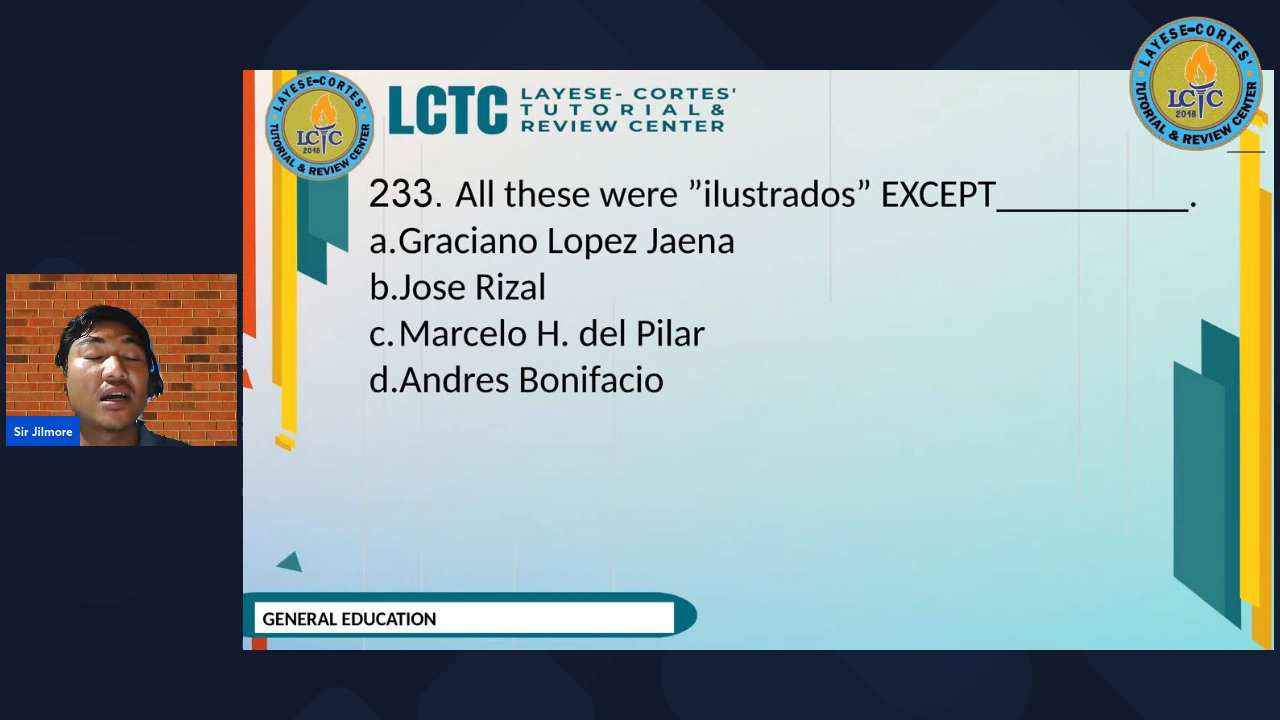 LAYESE-CORTES'
LCTC
2018
TUTORIAL & REVIEW CENTER
LCTC
LAYESE- CORTES'
TUTORIAL &
REVIEW CENTER
LAYESE-CORTES'
LCTC
2018
TUTORIAL & REVIEW CENTER
233. All these were ”ilustrados” EXCEPT__________.
a.Graciano Lopez Jaena
b.Jose Rizal
c.Marcelo H. del Pilar
d.Andres Bonifacio
Sir Jilmore
GENERAL EDUCATION